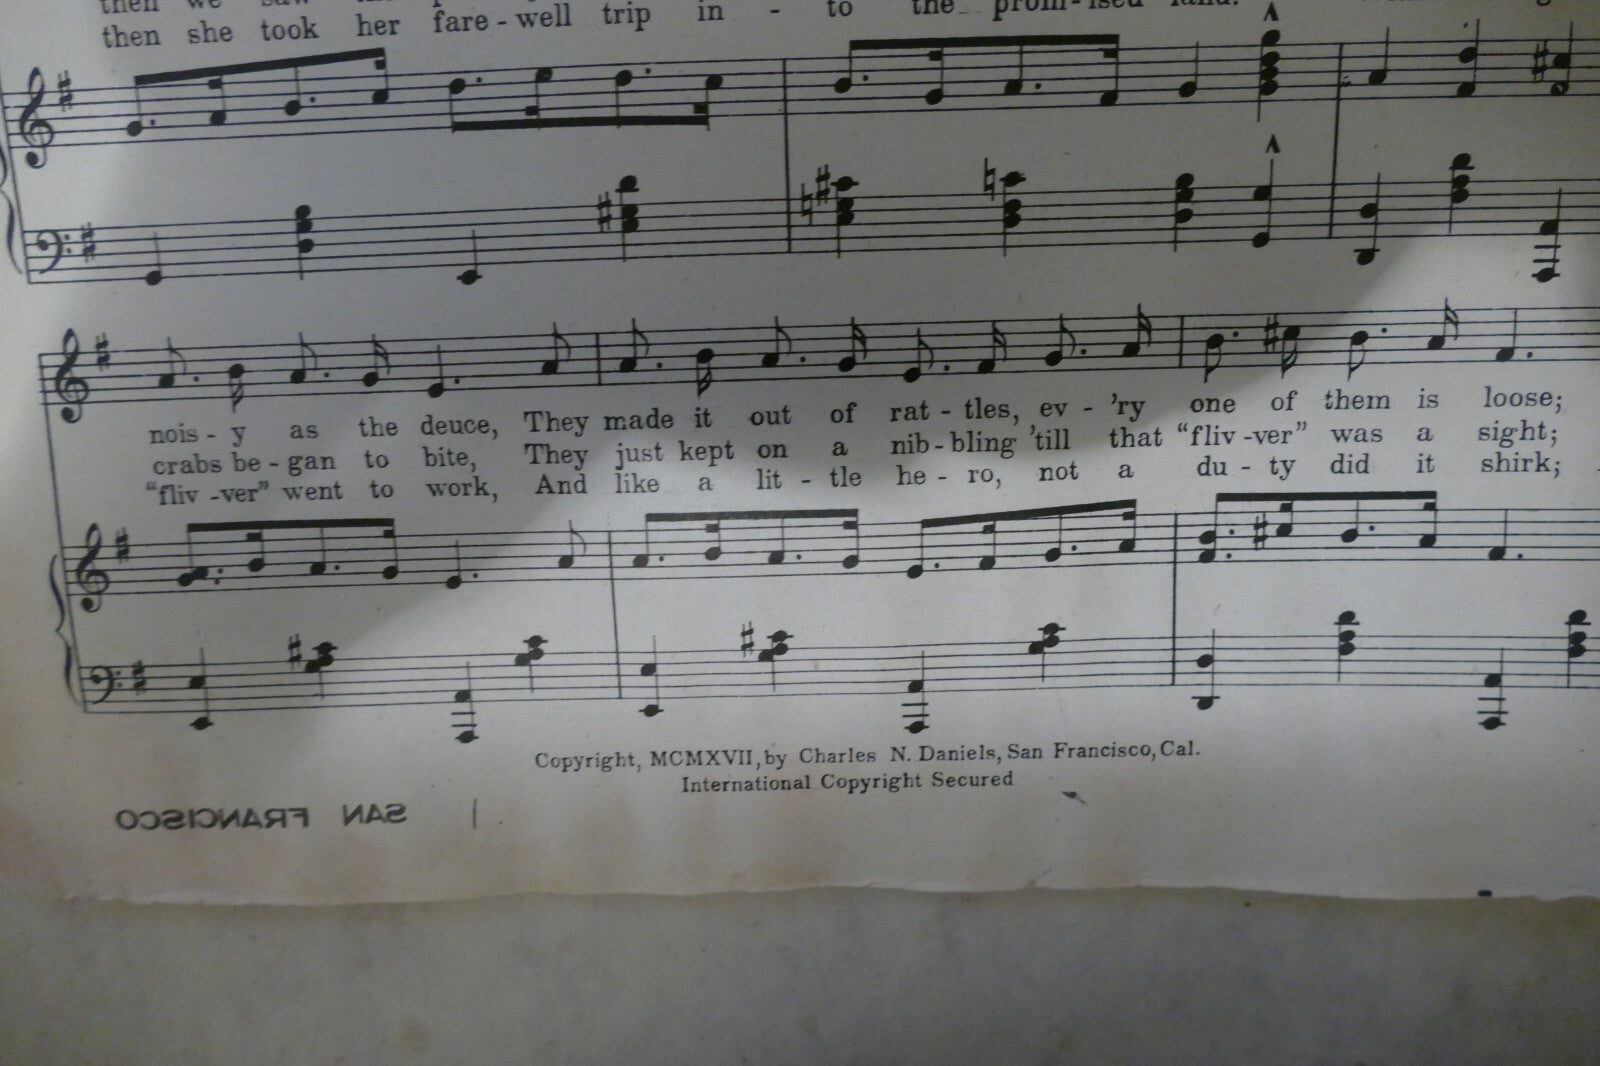 then we saw
then she took her fare - well trip in - to the prom - ised land.
nois - y as the deuce, They made it out of rat - tles, ev - 'ry one of them is loose;
crabs be - gan to bite, They just kept on a nib - bling 'till that “fliv - ver” was a sight;
“fliv - ver” went to work, And like a lit - tle he - ro, not a du - ty did it shirk;
Copyright, MCMXVII, by Charles N. Daniels, San Francisco, Cal.
International Copyright Secured
SAN FRANCISCO